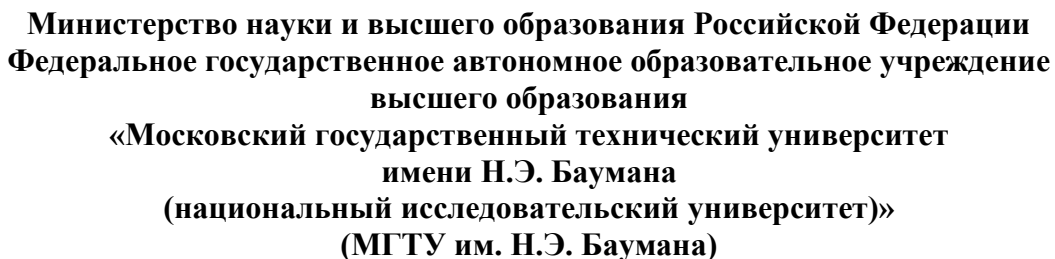 Министерство науки и высшего образования Российской Федерации
Федеральное государственное автономное образовательное учреждение
высшего образования
«Московский государственный технический университет
имени Н.Э. Баумана
(национальный исследовательский университет)»
(МГТУ им. Н.Э. Баумана)